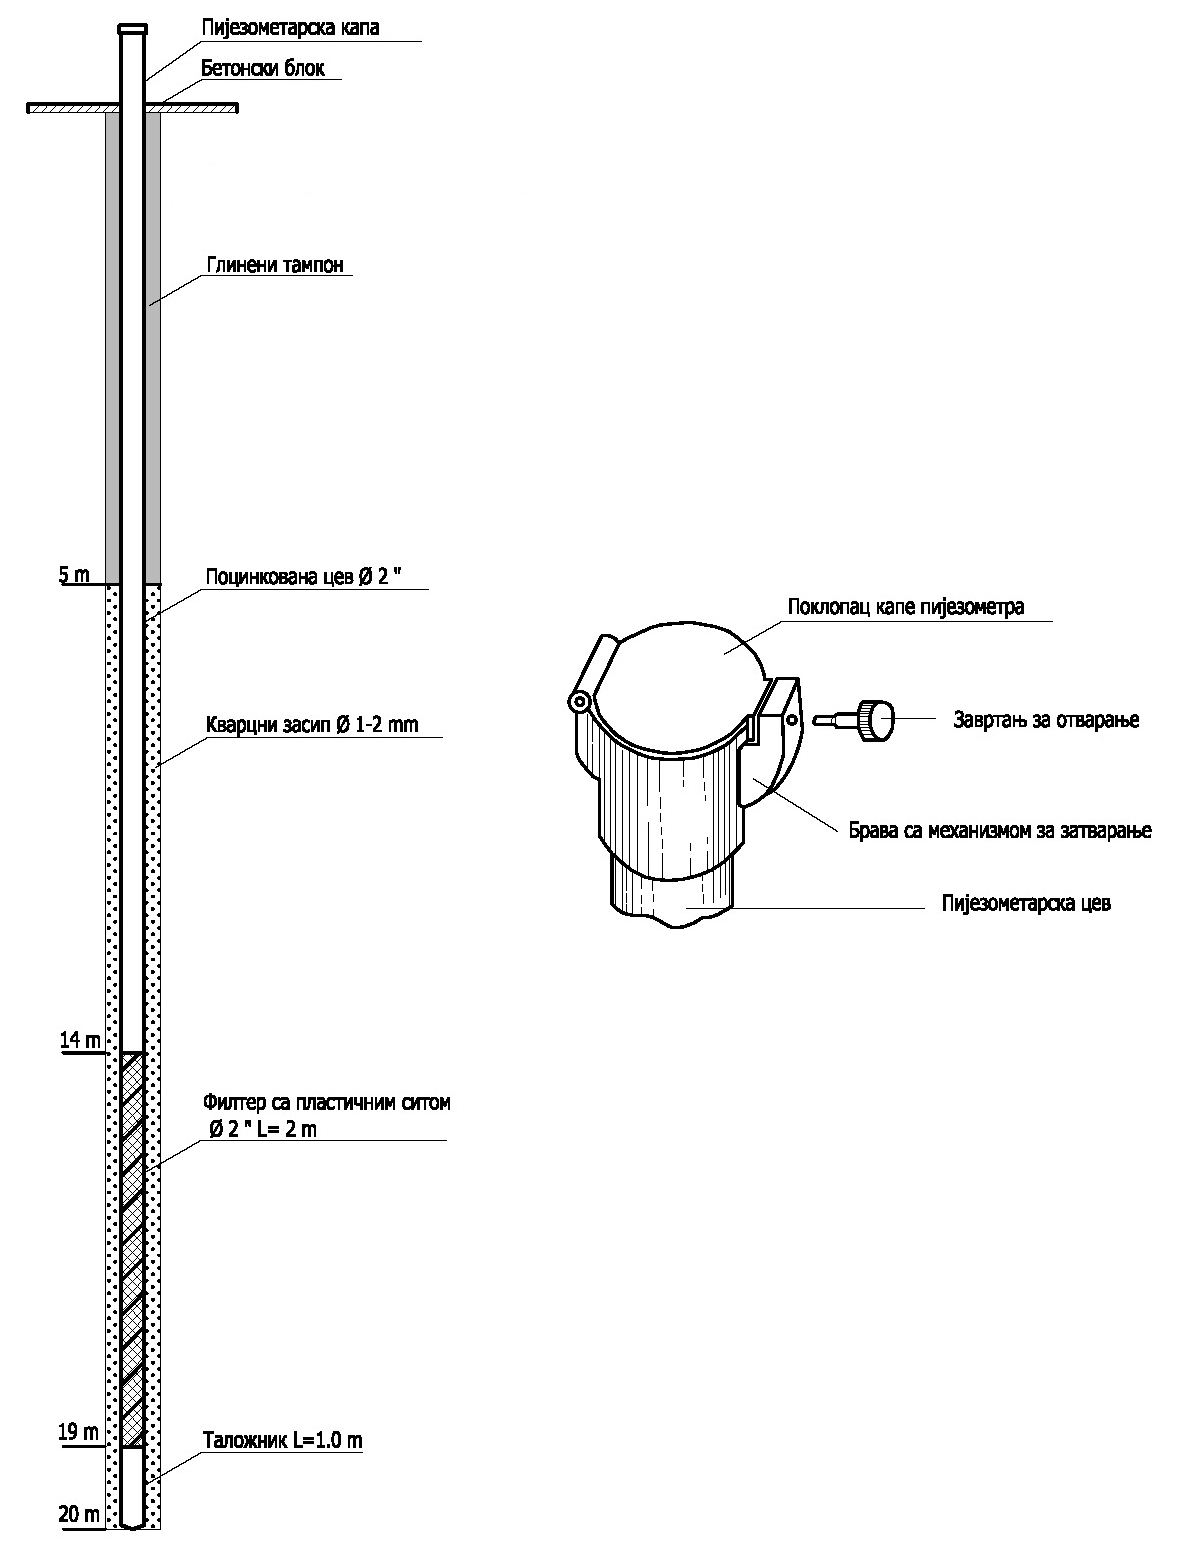 Пијезометарска капа
Бетонски блок
Глинени тампон
5 m
Поцинкована цев Ø 2 "
Кварцни засип Ø 1-2 mm
14 m
Филтер са пластичним ситом
Ø 2 " L= 2 m
19 m
Таложник L=1.0 m
20 m
Поклопац капе пијезометра
Завртањ за отварање
Брава са механизмом за затварање
Пијезометарска цев